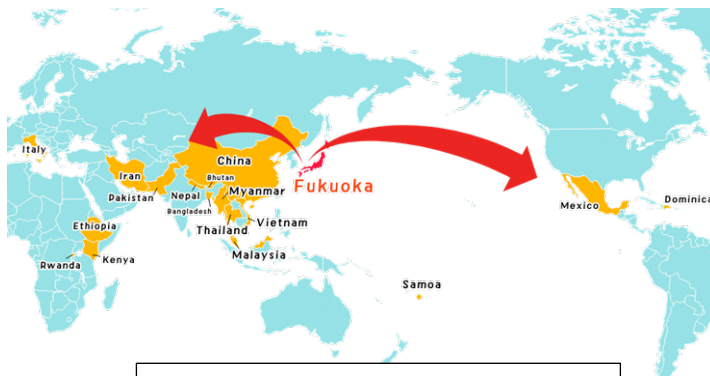 Italy
China
Iran
Bhutan
Pakistan
Nepal
Myanmar
Fukuoka
Bangladesh
Mexico
Dominica
Ethiopia
Thailand
Vietnam
Rwanda
Kenya
Malaysia
Samoa